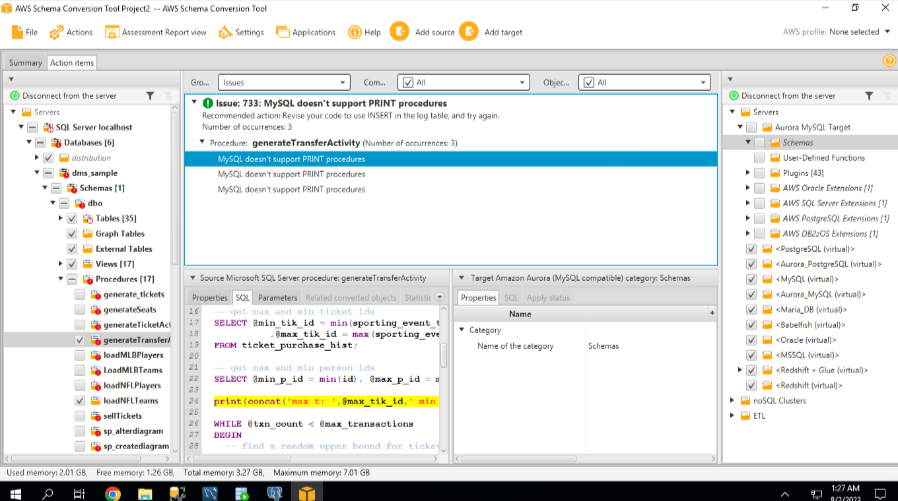 AWS Schema Conversion Tool Project2 -- AWS Schema Conversion Tool
File Actions Assessment Report view Settings Applications Help Add source Add target AWS profile: None selected
Summary Action items
Gro... Issues Com... All Objec... All
Disconnect from the server
Servers
SQL Server localhost
Databases [6]
distribution
dms_sample
Schemas [1]
dbo
Tables [35]
Graph Tables
External Tables
Views [17]
Procedures [17]
generate_tickets
generateSeats
generateTicketAct
generateTransferA
loadMLBPlayers
LoadMLBTeams
loadNFLPlayers
loadNFLTeams
sellTickets
sp_alterdiagram
sp_creatediagram
Issue: 733: MySQL doesn't support PRINT procedures
Recommended action: Revise your code to use INSERT in the log table, and try again.
Number of occurrences: 3
Procedure: generateTransferActivity (Number of occurrences: 3)
MySQL doesn't support PRINT procedures
MySQL doesn't support PRINT procedures
MySQL doesn't support PRINT procedures
Source Microsoft SQL Server procedure: generateTransferActivity
Properties SQL Parameters Related converted objects Statistic
16 -- get max and min ticket ids
17 SELECT @min_tik_id = min(sporting_event_t
18 ,@max_tik_id = max(sporting_eve
19 FROM ticket_purchase_hist;
20
21 -- get max and min person ids
22 SELECT @min_p_id = min(id), @max_p_id = m
23
24 print(concat('max t: ',@max_tik_id,' min
25
26 WHILE @txn_count < @max_transactions
27 BEGIN
28 -- find a random upper bound for ticket
Target Amazon Aurora (MySQL compatible) category: Schemas
Properties SQL Apply status
Name
Category
Name of the category Schemas
Disconnect from the server
Servers
Aurora MySQL Target
Schemas
User-Defined Functions
Plugins [43]
AWS Oracle Extensions [1]
AWS SQL Server Extensions [1]
AWS PostgreSQL Extensions [1]
AWS DB2zOS Extensions [1]
<PostgreSQL (virtual)>
<Aurora_PostgreSQL (virtual)>
<MySQL (virtual)>
<Aurora_MySQL (virtual)>
<Maria_DB (virtual)>
<Babelfish (virtual)>
<Oracle (virtual)>
<MSSQL (virtual)>
<Redshift + Glue (virtual)>
<Redshift (virtual)>
noSQL Clusters
ETL
Used memory: 2.01 GB, Free memory: 1.26 GB, Total memory: 3.27 GB, Maximum memory: 7.01 GB
1:27 AM
8/2/2023